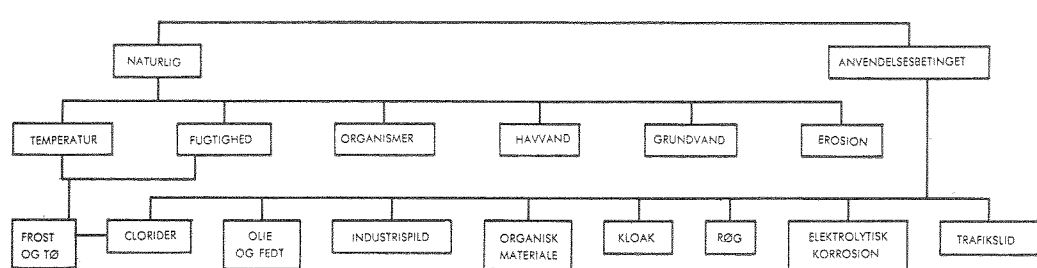 NATURLIG
ANVENDELSESBETINGET
TEMPERATUR
FUGTIGHED
ORGANISMER
HAVVAND
GRUNDVAND
EROSION
FROST
OG TØ
CLORIDER
OLIE
OG FEDT
INDUSTRISPILD
ORGANISK
MATERIALE
KLOAK
RØG
ELEKTROLYTISK
KORROSION
TRAFIKSLID